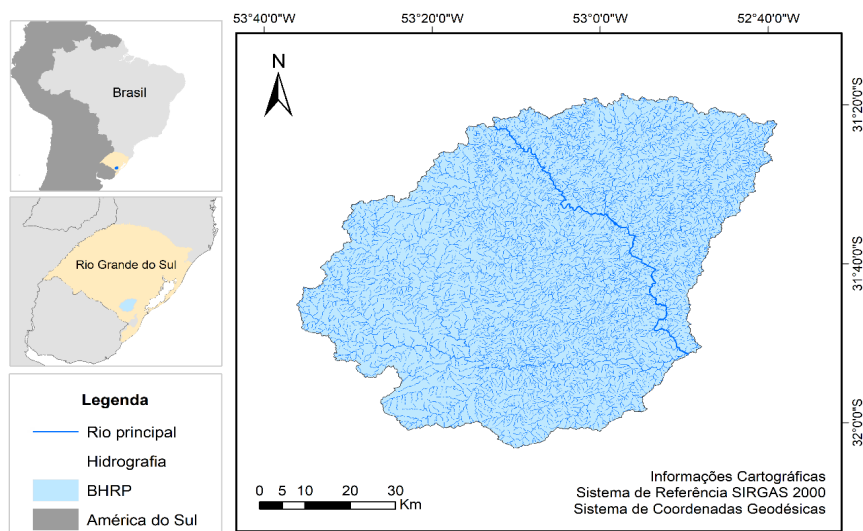 53°40'0"W
53°20'0"W
53°0'0"W
52°40'0"W
Brasil
Rio Grande do Sul
Legenda
Rio principal
Hidrografia
BHRP
América do Sul
N
31°20'0"S
31°40'0"S
32°0'0"S
0 5 10 20 30
Km
Informações Cartográficas
Sistema de Referência SIRGAS 2000
Sistema de Coordenadas Geodésicas